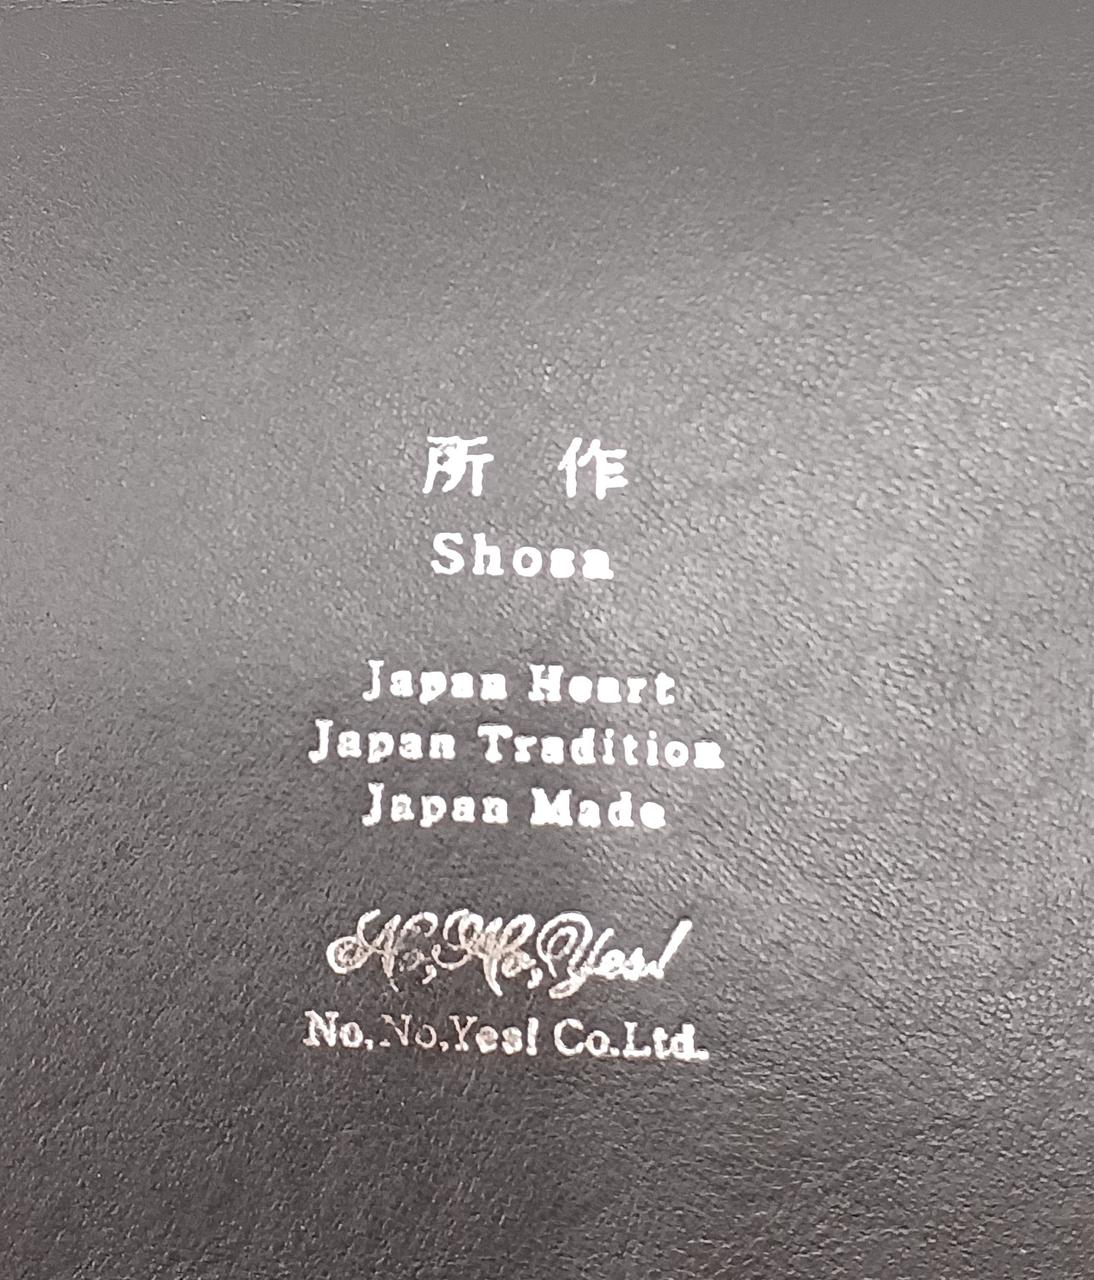 所作
Shosa
Japan Heart
Japan Tradition
Japan Made
No, No, Yes!
No,No,Yes! Co.Ltd.